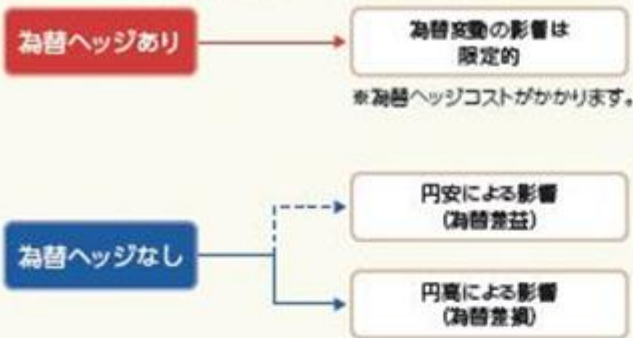 為替ヘッジあり
為替変動の影響は
限定的
※為替ヘッジコストがかかります。
為替ヘッジなし
円安による影響
(為替差益)
円高による影響
(為替差損)